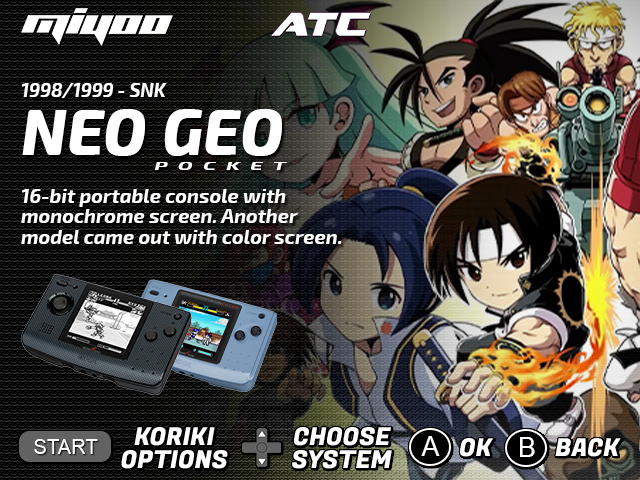 miyoo
ATC
1998/1999 - SNK
NEO GEO
POCKET
16-bit portable console with
monochrome screen. Another
model came out with color screen.
START
KORIKI
OPTIONS
CHOOSE
SYSTEM
A OK
B BACK